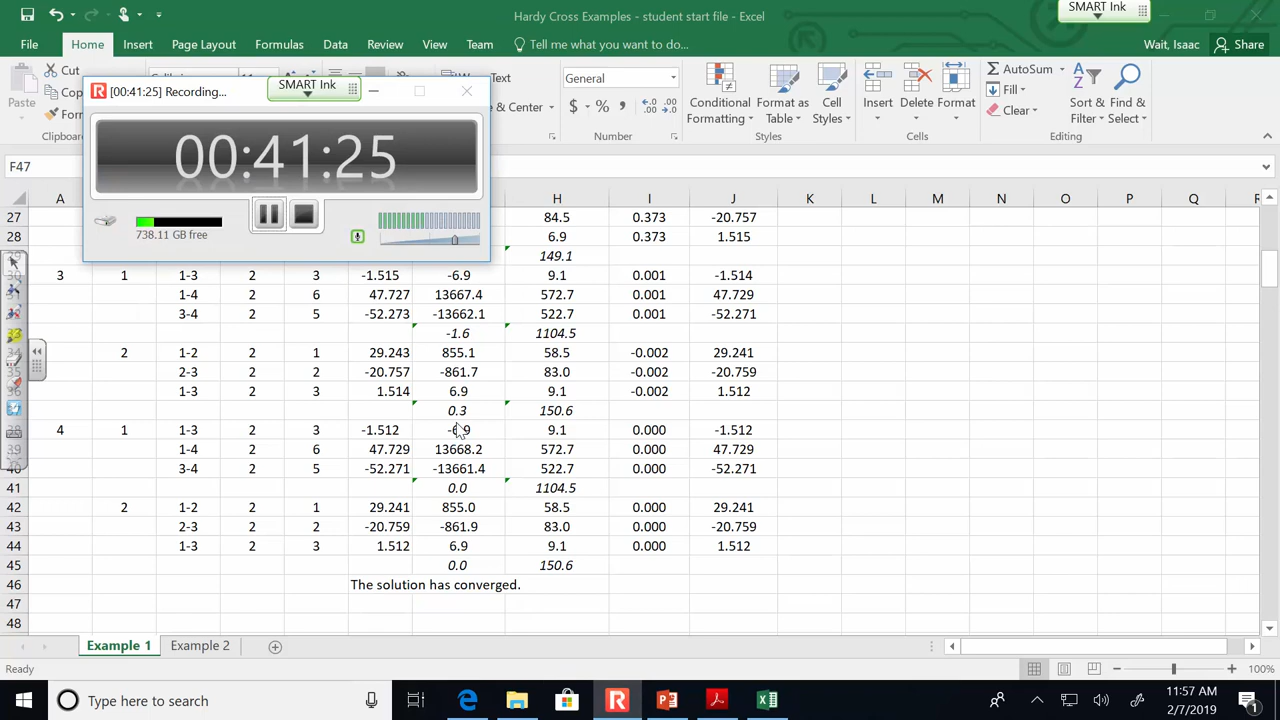 Hardy Cross Examples - student start file - Excel
SMART Ink
File Home Insert Page Layout Formulas Data Review View Team Tell me what you want to do... Wait, Isaac Share
Cut
Paste
Clipboard
[00:41:25] Recording...
SMART Ink
00:41:25
738.11 GB free
General
$ % ,
Number
Conditional Formatting
Format as Table
Cell Styles
Styles
Insert Delete Format
Cells
AutoSum
Fill
Clear
Sort & Filter
Find & Select
Editing
F47
A H I J K L M N O P Q R
27 84.5 0.373 -20.757
28 6.9 0.373 1.515
149.1
3 1 1-3 2 3 -1.515 -6.9 9.1 0.001 -1.514
1-4 2 6 47.727 13667.4 572.7 0.001 47.729
3-4 2 5 -52.273 -13662.1 522.7 0.001 -52.271
-1.6 1104.5
34 2 1-2 2 1 29.243 855.1 58.5 -0.002 29.241
35 2-3 2 2 -20.757 -861.7 83.0 -0.002 -20.759
36 1-3 2 3 1.514 6.9 9.1 -0.002 1.512
0.3 150.6
38 4 1 1-3 2 3 -1.512 9.1 0.000 -1.512
39 1-4 2 6 47.729 13668.2 572.7 0.000 47.729
40 3-4 2 5 -52.271 -13661.4 522.7 0.000 -52.271
41 0.0 1104.5
42 2 1-2 2 1 29.241 855.0 58.5 0.000 29.241
43 2-3 2 2 -20.759 -861.9 83.0 0.000 -20.759
44 1-3 2 3 1.512 6.9 9.1 0.000 1.512
45 0.0 150.6
46 The solution has converged.
47
48
Example 1 Example 2
Ready 100%
Type here to search
11:57 AM
2/7/2019
1